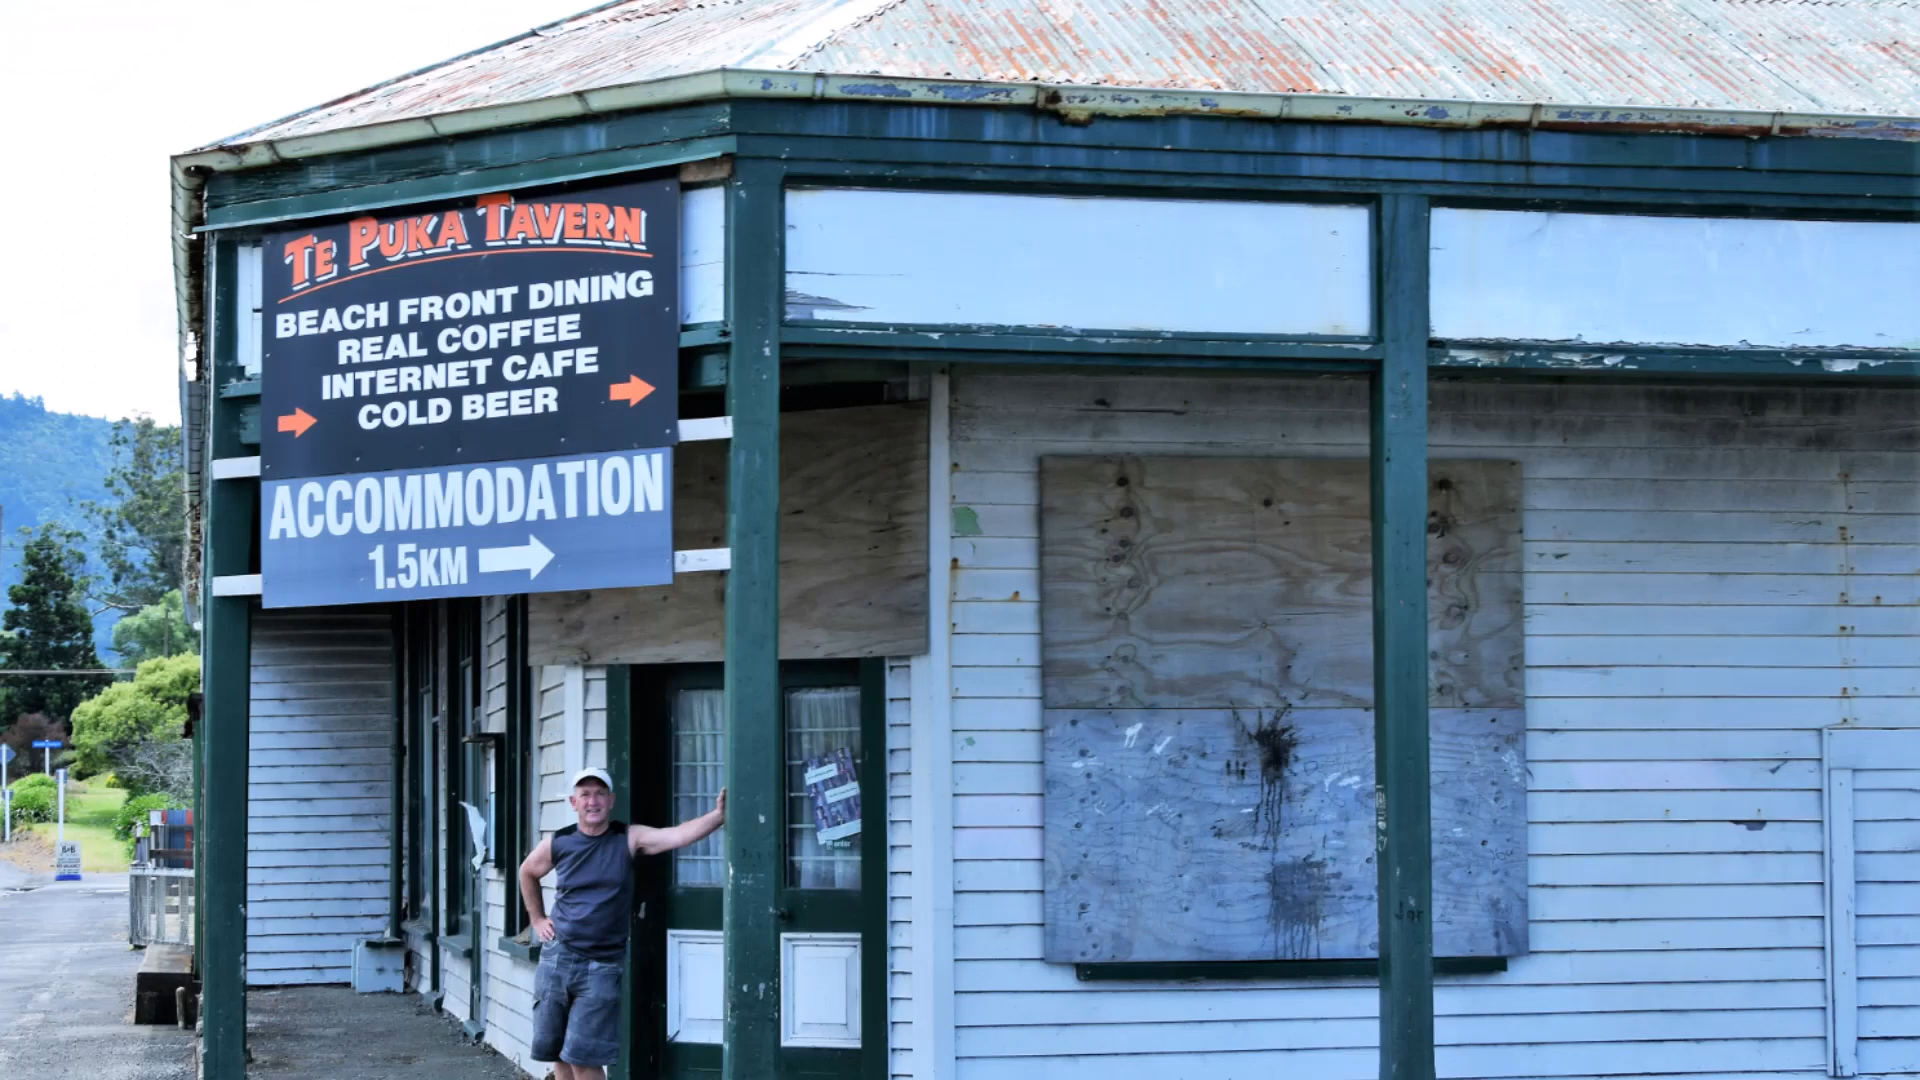 TE PUKA TAVERN
BEACH FRONT DINING
REAL COFFEE
INTERNET CAFE
COLD BEER
ACCOMMODATION
1.5KM